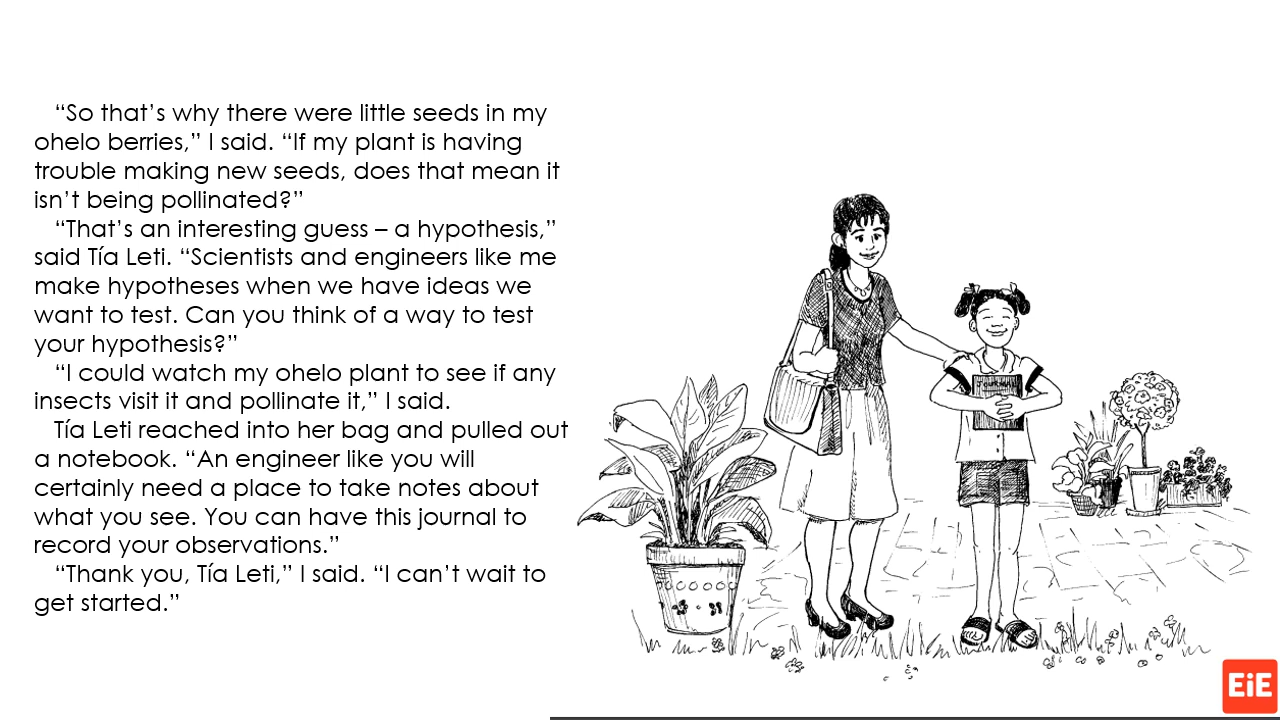 “So that’s why there were little seeds in my
ohelo berries,” I said. “If my plant is having
trouble making new seeds, does that mean it
isn’t being pollinated?”
“That’s an interesting guess – a hypothesis,”
said Tía Leti. “Scientists and engineers like me
make hypotheses when we have ideas we
want to test. Can you think of a way to test
your hypothesis?”
“I could watch my ohelo plant to see if any
insects visit it and pollinate it,” I said.
Tía Leti reached into her bag and pulled out
a notebook. “An engineer like you will
certainly need a place to take notes about
what you see. You can have this journal to
record your observations.”
“Thank you, Tía Leti,” I said. “I can’t wait to
get started.”
EiE